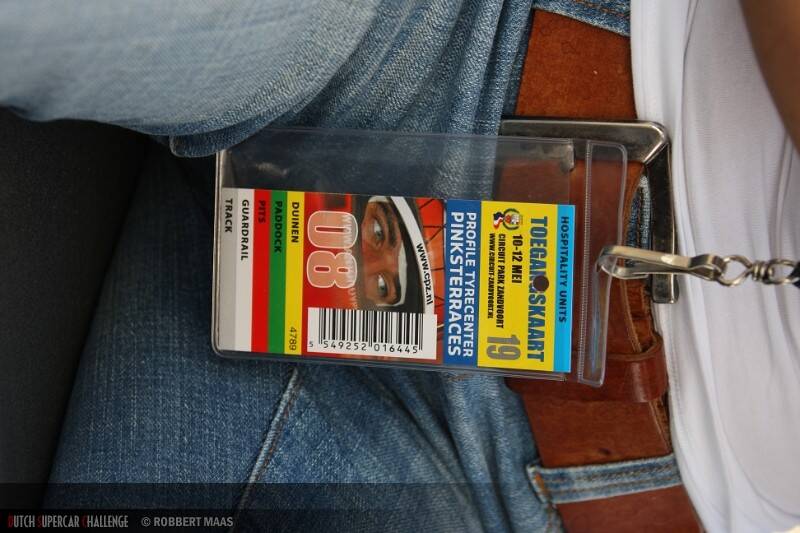 HOSPITALITY UNITS
TOEGANGSKAART
10-12 MEI
CIRCUIT PARK ZANDVOORT
WWW.CIRCUIT-ZANDVOORT.NL
19
PROFILE TYRECENTER
PINKSTERRACES
www.cpz.nl
08
5 549252 016445
DUINEN
4789
PADDOCK
PITS
GUARDRAIL
TRACK
DUTCH SUPERCAR CHALLENGE © ROBBERT MAAS